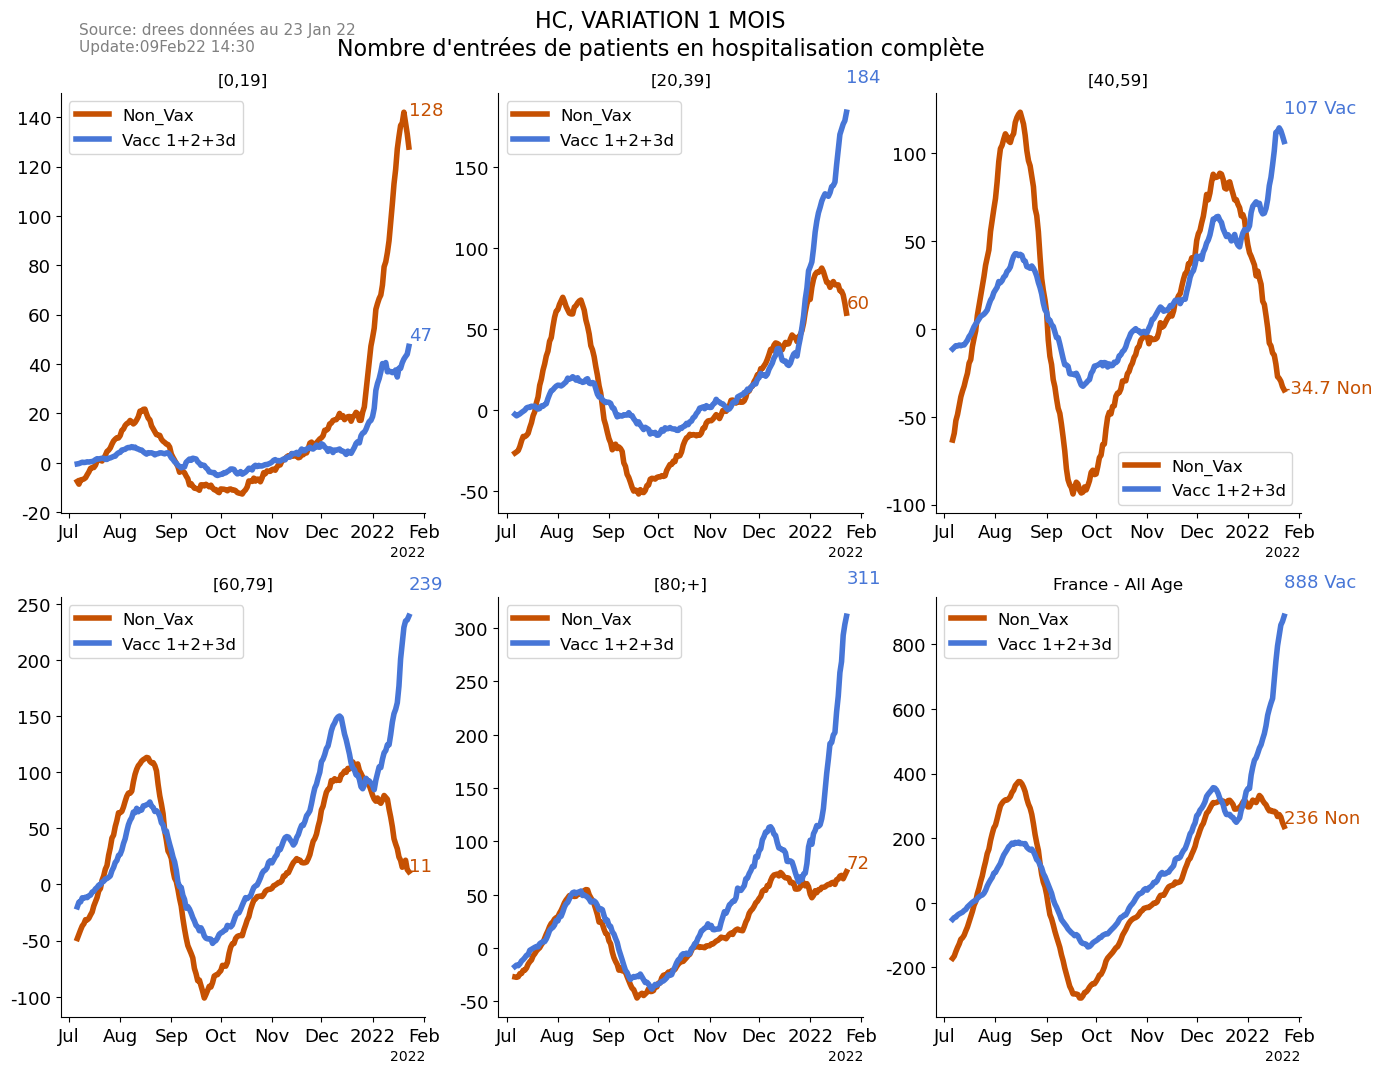 Source: drees données au 23 Jan 22
Update:09Feb22 14:30
HC, VARIATION 1 MOIS
Nombre d'entrées de patients en hospitalisation complète
[0,19]
Non_Vax
Vacc 1+2+3d
128
47
140
120
100
80
60
40
20
0
-20
Jul Aug Sep Oct Nov Dec 2022 Feb
2022
[20,39]
184
Non_Vax
Vacc 1+2+3d
60
150
100
50
0
-50
Jul Aug Sep Oct Nov Dec 2022 Feb
2022
[40,59]
107 Vac
-34.7 Non
100
50
0
-50
-100
Non_Vax
Vacc 1+2+3d
Jul Aug Sep Oct Nov Dec 2022 Feb
2022
[60,79]
239
Non_Vax
Vacc 1+2+3d
11
250
200
150
100
50
0
-50
-100
Jul Aug Sep Oct Nov Dec 2022 Feb
2022
[80;+]
311
Non_Vax
Vacc 1+2+3d
72
300
250
200
150
100
50
0
-50
Jul Aug Sep Oct Nov Dec 2022 Feb
2022
France - All Age
888 Vac
Non_Vax
Vacc 1+2+3d
236 Non
800
600
400
200
0
-200
Jul Aug Sep Oct Nov Dec 2022 Feb
2022